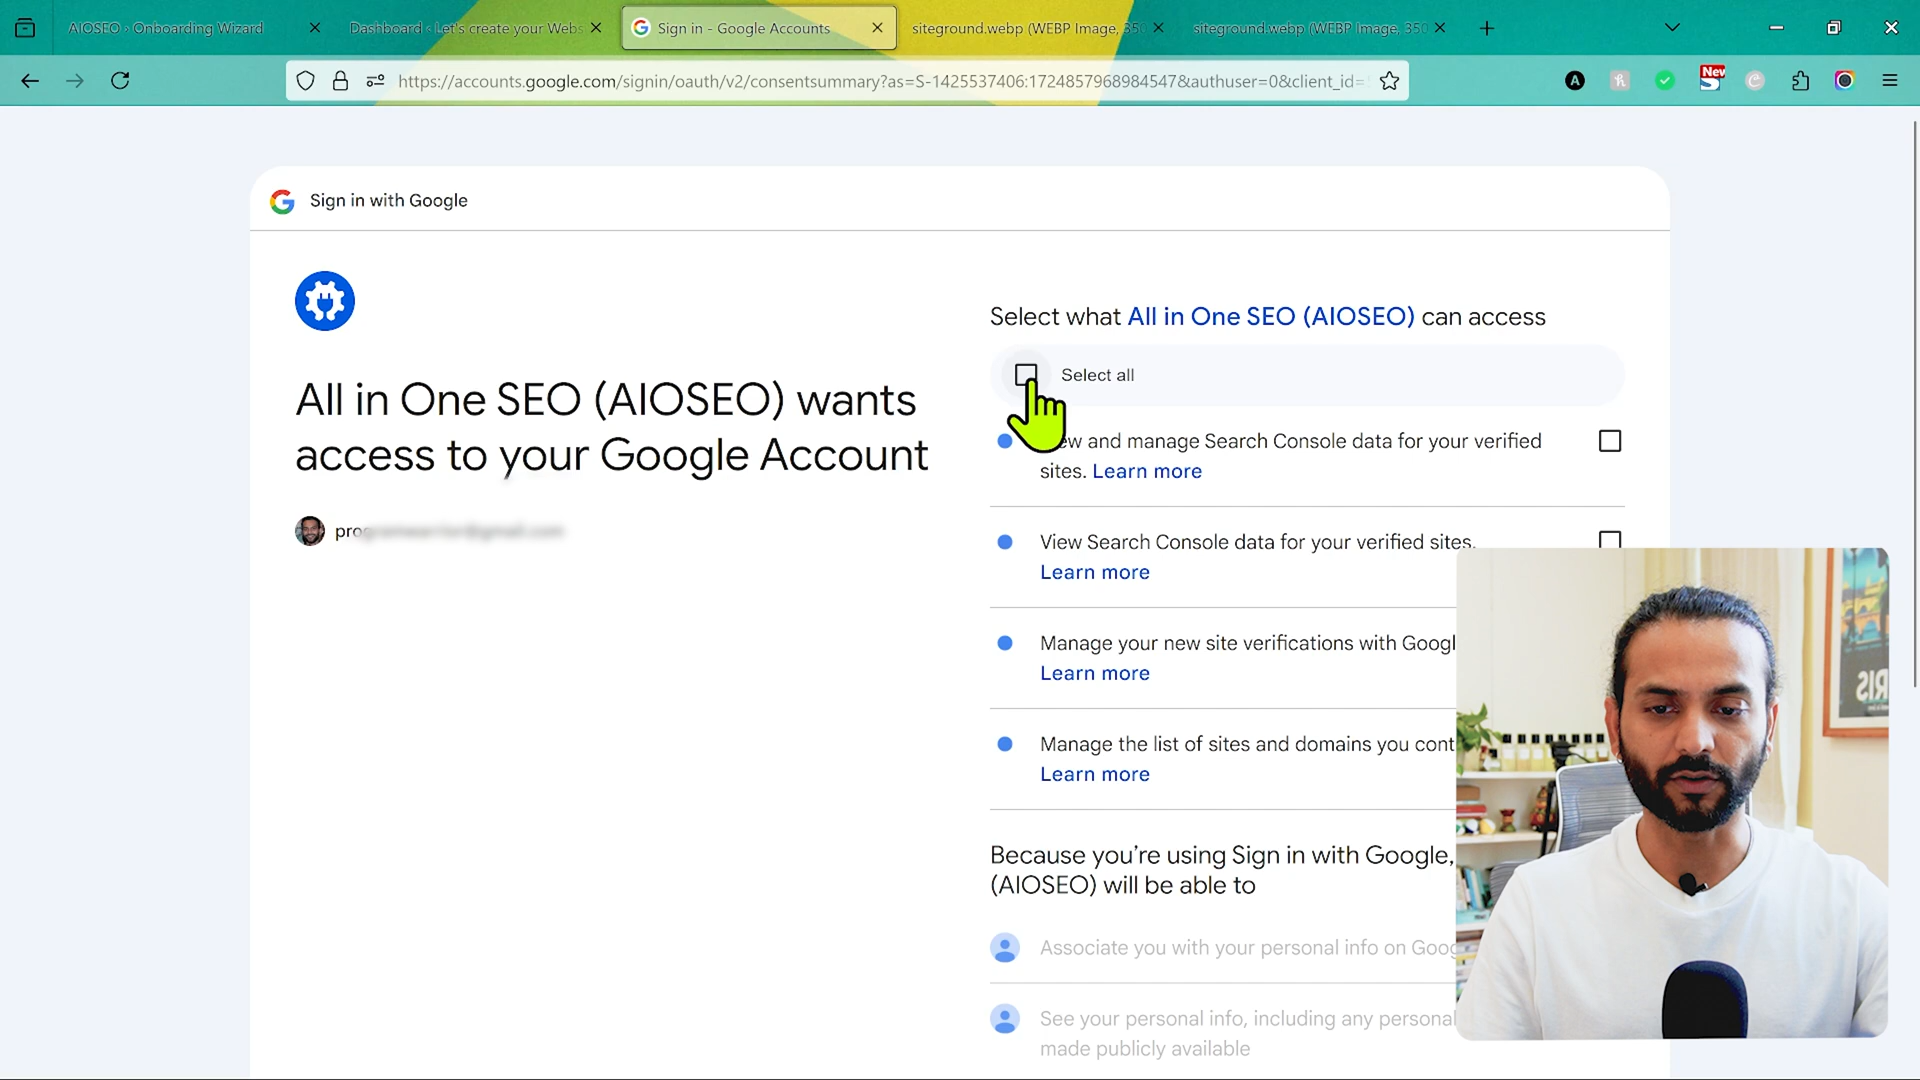 AIOSEO › Onboarding Wizard
Dashboard ‹ Let's create your Webs
Sign in - Google Accounts
siteground.webp (WEBP Image, 350
siteground.webp (WEBP Image, 350
https://accounts.google.com/signin/oauth/v2/consentsummary?as=S-1425537406:1724857968984547&authuser=0&client_id=
New
Sign in with Google
All in One SEO (AIOSEO) wants
access to your Google Account
Select what All in One SEO (AIOSEO) can access
Select all
and manage Search Console data for your verified
sites. Learn more
View Search Console data for your verified sites.
Learn more
Manage your new site verifications with Googl
Learn more
Manage the list of sites and domains you cont
Learn more
Because you're using Sign in with Google,
(AIOSEO) will be able to
Associate you with your personal info on Goog
See your personal info, including any personal
made publicly available